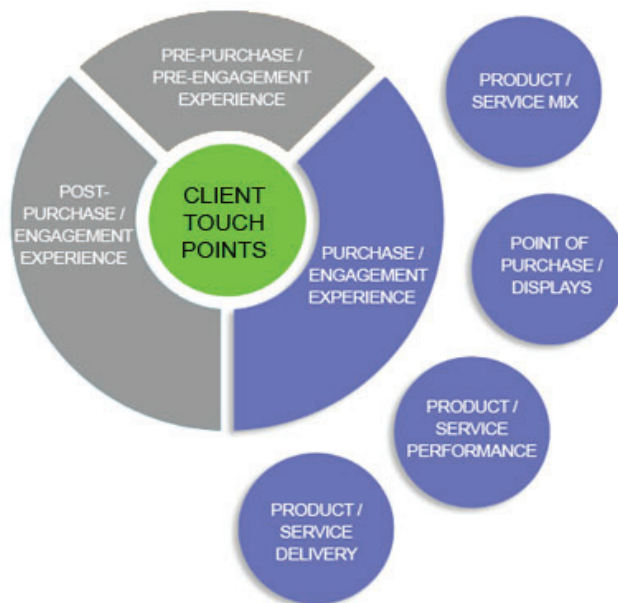 PRE-PURCHASE /
PRE-ENGAGEMENT
EXPERIENCE
PRODUCT /
SERVICE MIX
POST-
PURCHASE /
ENGAGEMENT
EXPERIENCE
CLIENT
TOUCH
POINTS
PURCHASE /
ENGAGEMENT
EXPERIENCE
POINT OF
PURCHASE /
DISPLAYS
PRODUCT /
SERVICE
PERFORMANCE
PRODUCT /
SERVICE
DELIVERY